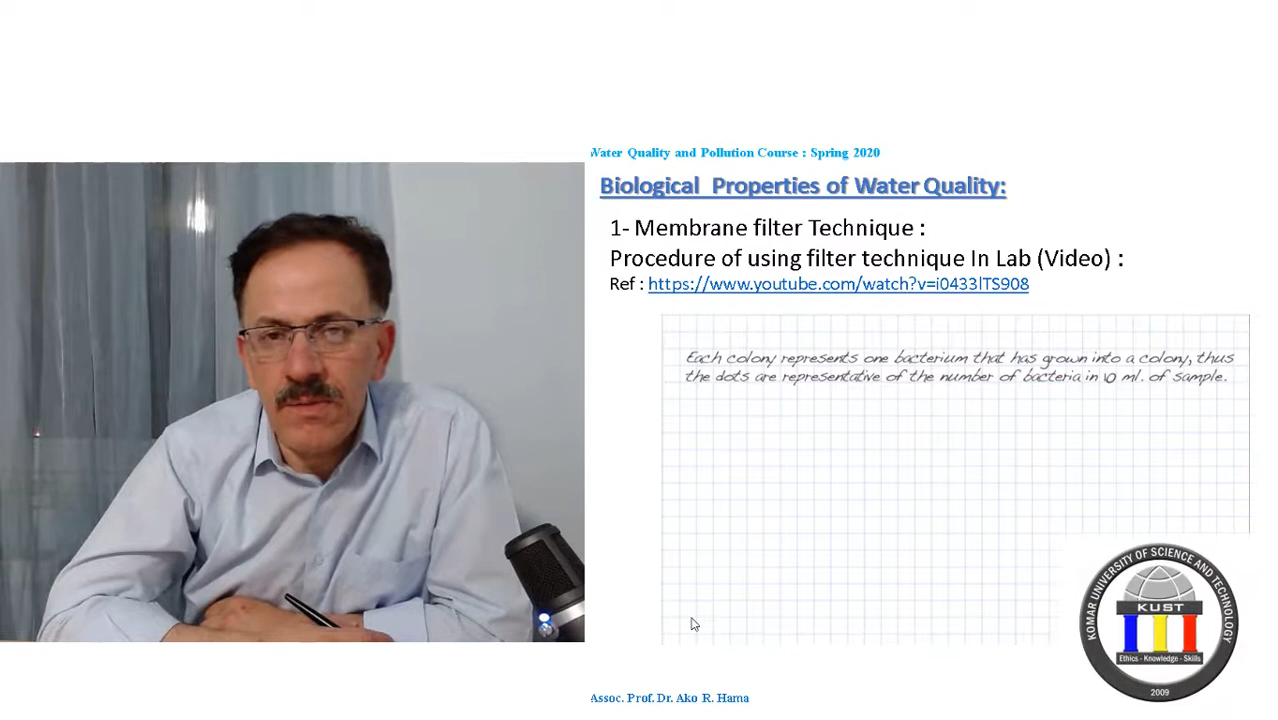 Water Quality and Pollution Course : Spring 2020
Biological Properties of Water Quality:
1- Membrane filter Technique :
Procedure of using filter technique In Lab (Video) :
Ref : https://www.youtube.com/watch?v=i0433lTS908
Each colony represents one bacterium that has grown into a colony, thus
the dots are representative of the number of bacteria in 10 ml. of sample.
KOMAR UNIVERSITY OF SCIENCE AND TECHNOLOGY
KUST
Ethics - Knowledge - Skills
2009
Assoc. Prof. Dr. Ako R. Hama